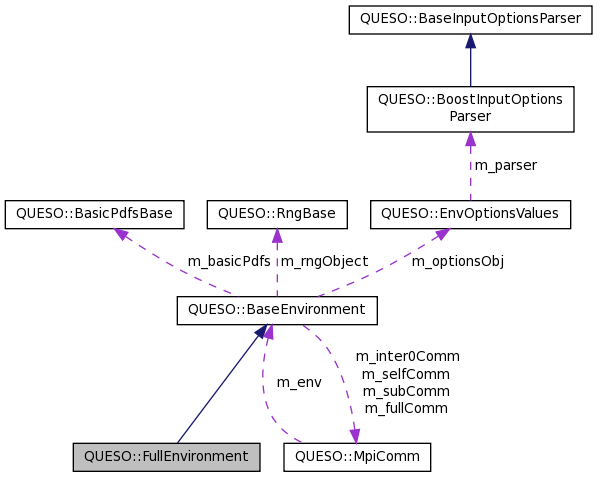 QUESO::BaseInputOptionsParser
QUESO::BoostInputOptions
Parser
m_parser
QUESO::BasicPdfsBase
QUESO::RngBase
QUESO::EnvOptionsValues
m_basicPdfs
m_rngObject
m_optionsObj
QUESO::BaseEnvironment
m_env
m_inter0Comm
m_selfComm
m_subComm
m_fullComm
QUESO::FullEnvironment
QUESO::MpiComm